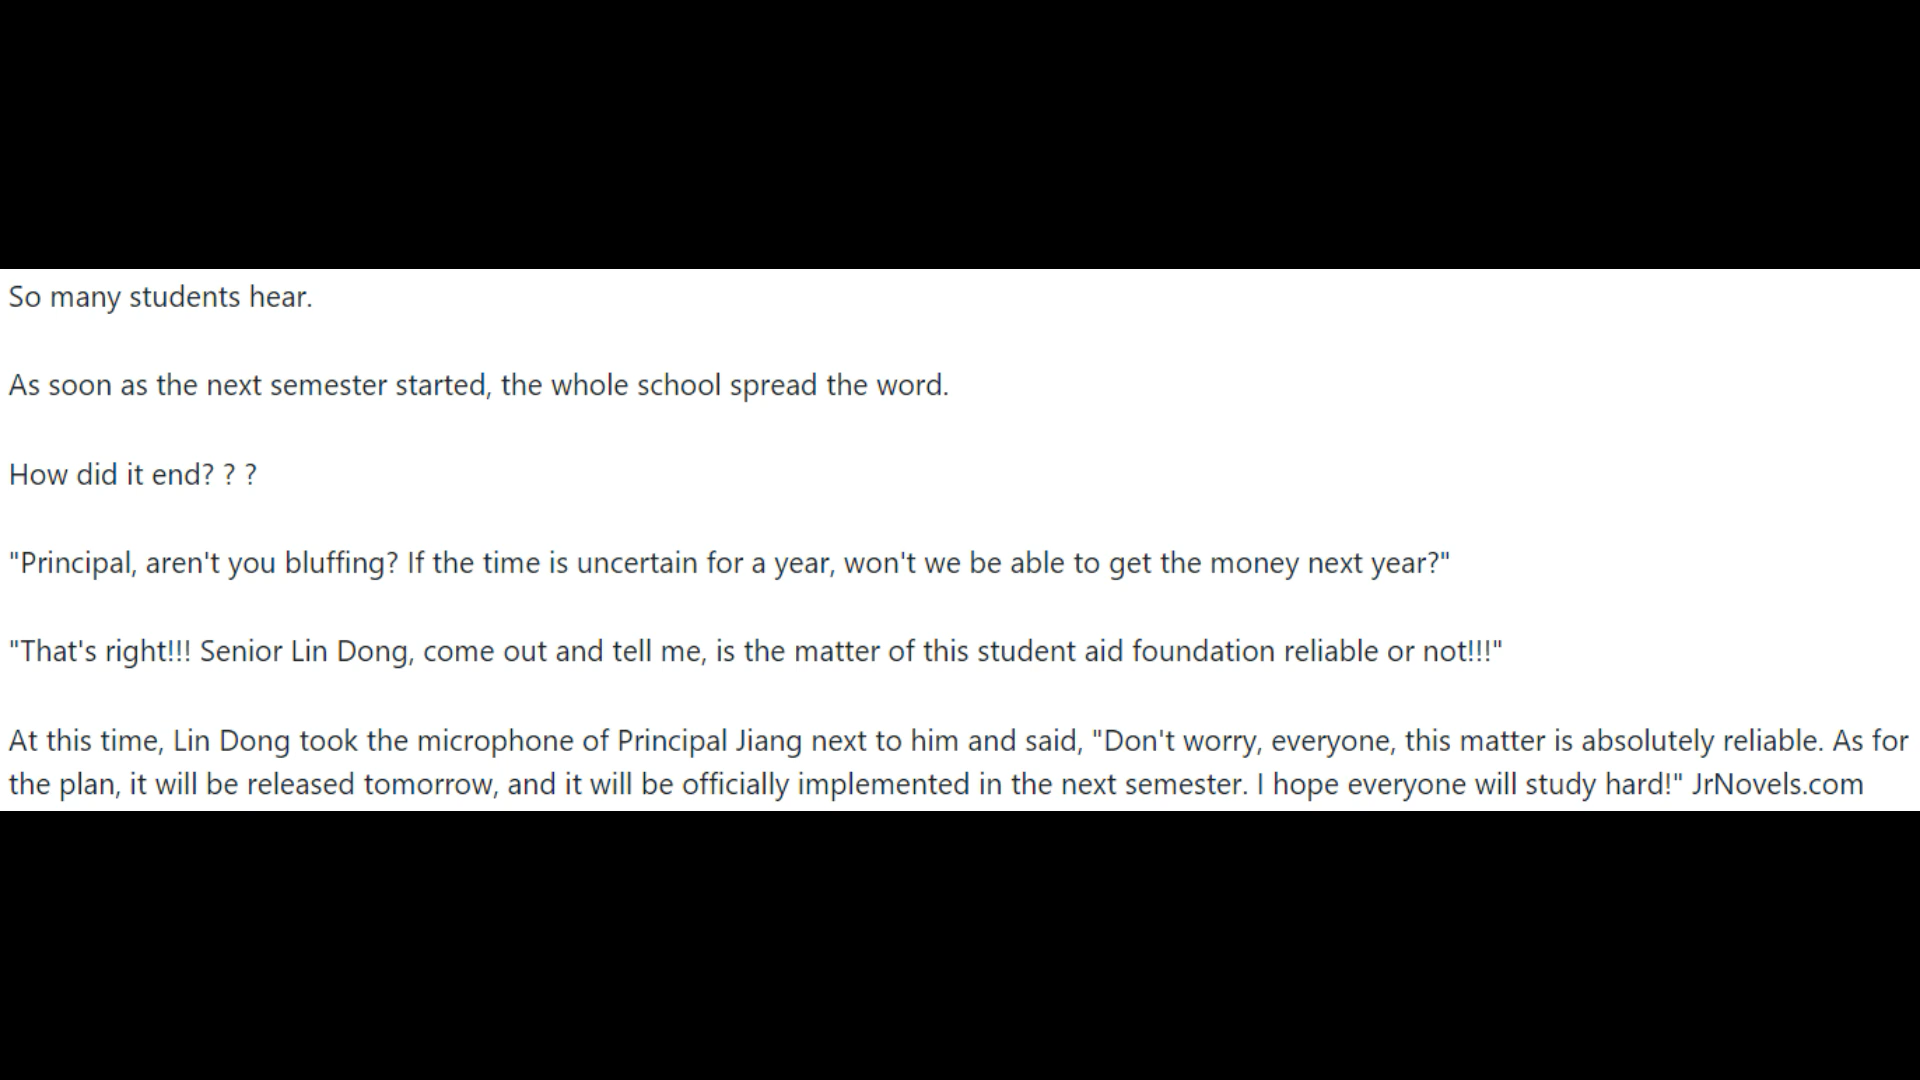 So many students hear.
As soon as the next semester started, the whole school spread the word.
How did it end? ? ?
"Principal, aren't you bluffing? If the time is uncertain for a year, won't we be able to get the money next year?"
"That's right!!! Senior Lin Dong, come out and tell me, is the matter of this student aid foundation reliable or not!!!"
At this time, Lin Dong took the microphone of Principal Jiang next to him and said, "Don't worry, everyone, this matter is absolutely reliable. As for
the plan, it will be released tomorrow, and it will be officially implemented in the next semester. I hope everyone will study hard!" JrNovels.com